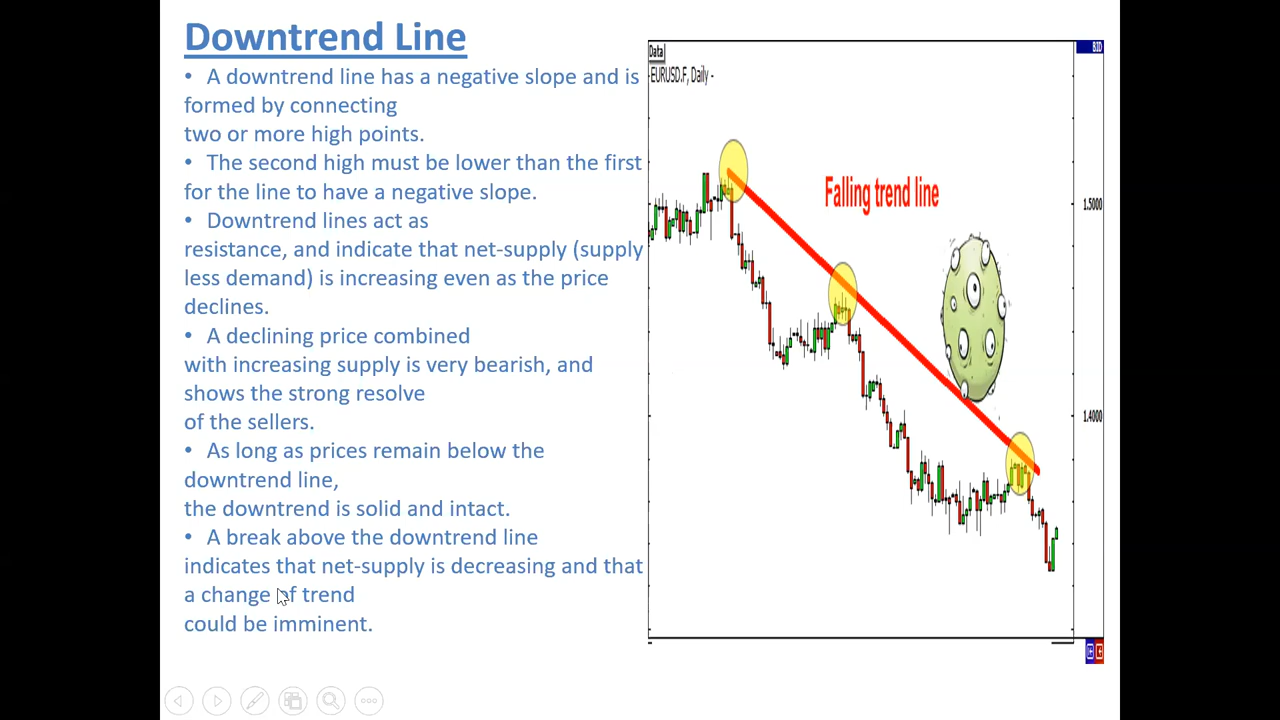 Downtrend Line
• A downtrend line has a negative slope and is
formed by connecting
two or more high points.
• The second high must be lower than the first
for the line to have a negative slope.
• Downtrend lines act as
resistance, and indicate that net-supply (supply
less demand) is increasing even as the price
declines.
• A declining price combined
with increasing supply is very bearish, and
shows the strong resolve
of the sellers.
• As long as prices remain below the
downtrend line,
the downtrend is solid and intact.
• A break above the downtrend line
indicates that net-supply is decreasing and that
a change of trend
could be imminent.
Data
BID
EURUSD.F, Daily -
Falling trend line
1.5000
1.4000